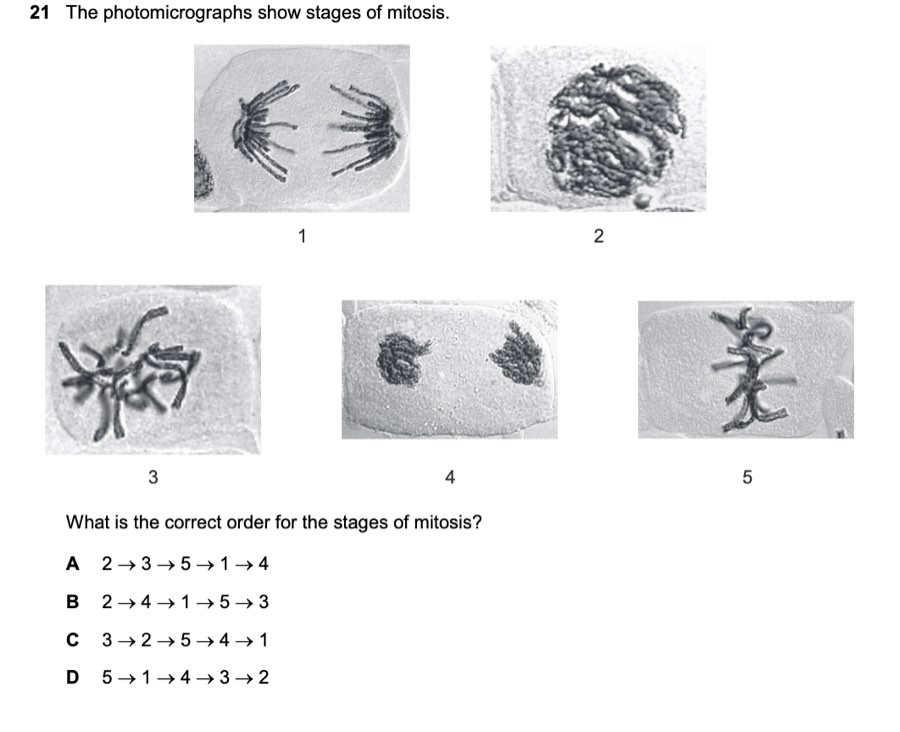 21 The photomicrographs show stages of mitosis.
1
2
3
4
5
What is the correct order for the stages of mitosis?
A 2 → 3 → 5 → 1 → 4
B 2 → 4 → 1 → 5 → 3
C 3 → 2 → 5 → 4 → 1
D 5 → 1 → 4 → 3 → 2